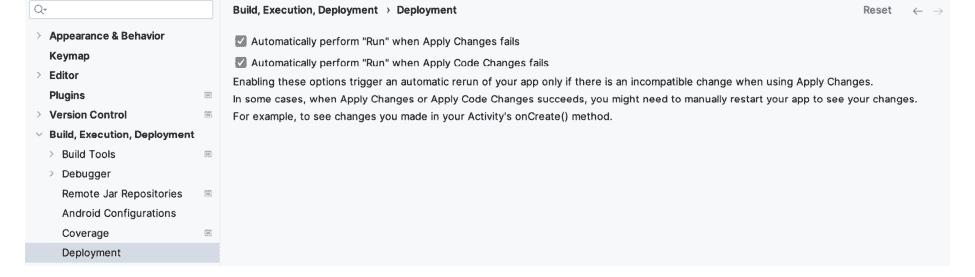 Build, Execution, Deployment › Deployment
Reset
Appearance & Behavior
Keymap
Editor
Plugins
Version Control
Build, Execution, Deployment
Build Tools
Debugger
Remote Jar Repositories
Android Configurations
Coverage
Deployment
Automatically perform "Run" when Apply Changes fails
Automatically perform "Run" when Apply Code Changes fails
Enabling these options trigger an automatic rerun of your app only if there is an incompatible change when using Apply Changes.
In some cases, when Apply Changes or Apply Code Changes succeeds, you might need to manually restart your app to see your changes.
For example, to see changes you made in your Activity's onCreate() method.